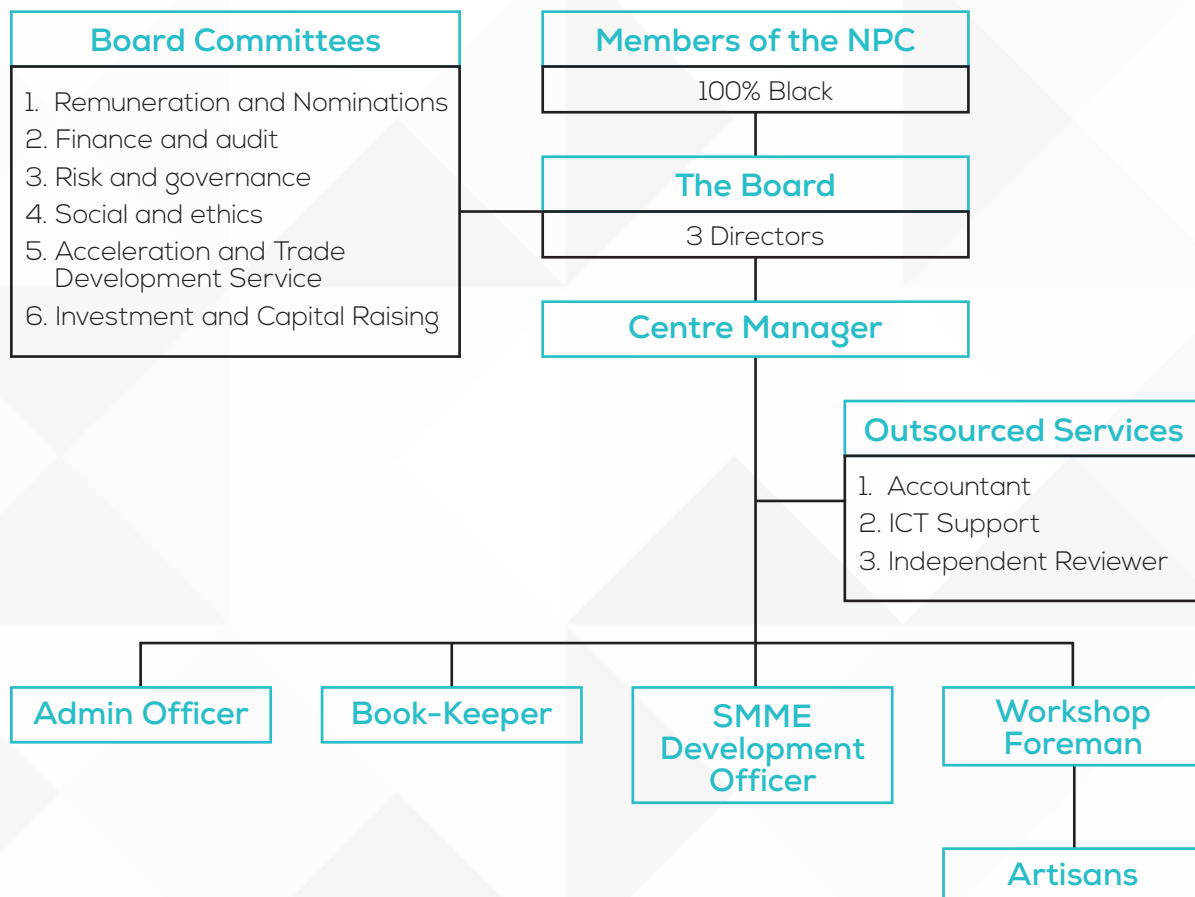 Board Committees
1. Remuneration and Nominations
2. Finance and audit
3. Risk and governance
4. Social and ethics
5. Acceleration and Trade
Development Service
6. Investment and Capital Raising
Members of the NPC
100% Black
The Board
3 Directors
Centre Manager
Outsourced Services
1. Accountant
2. ICT Support
3. Independent Reviewer
Admin Officer
Book-Keeper
SMME
Development
Officer
Workshop
Foreman
Artisans